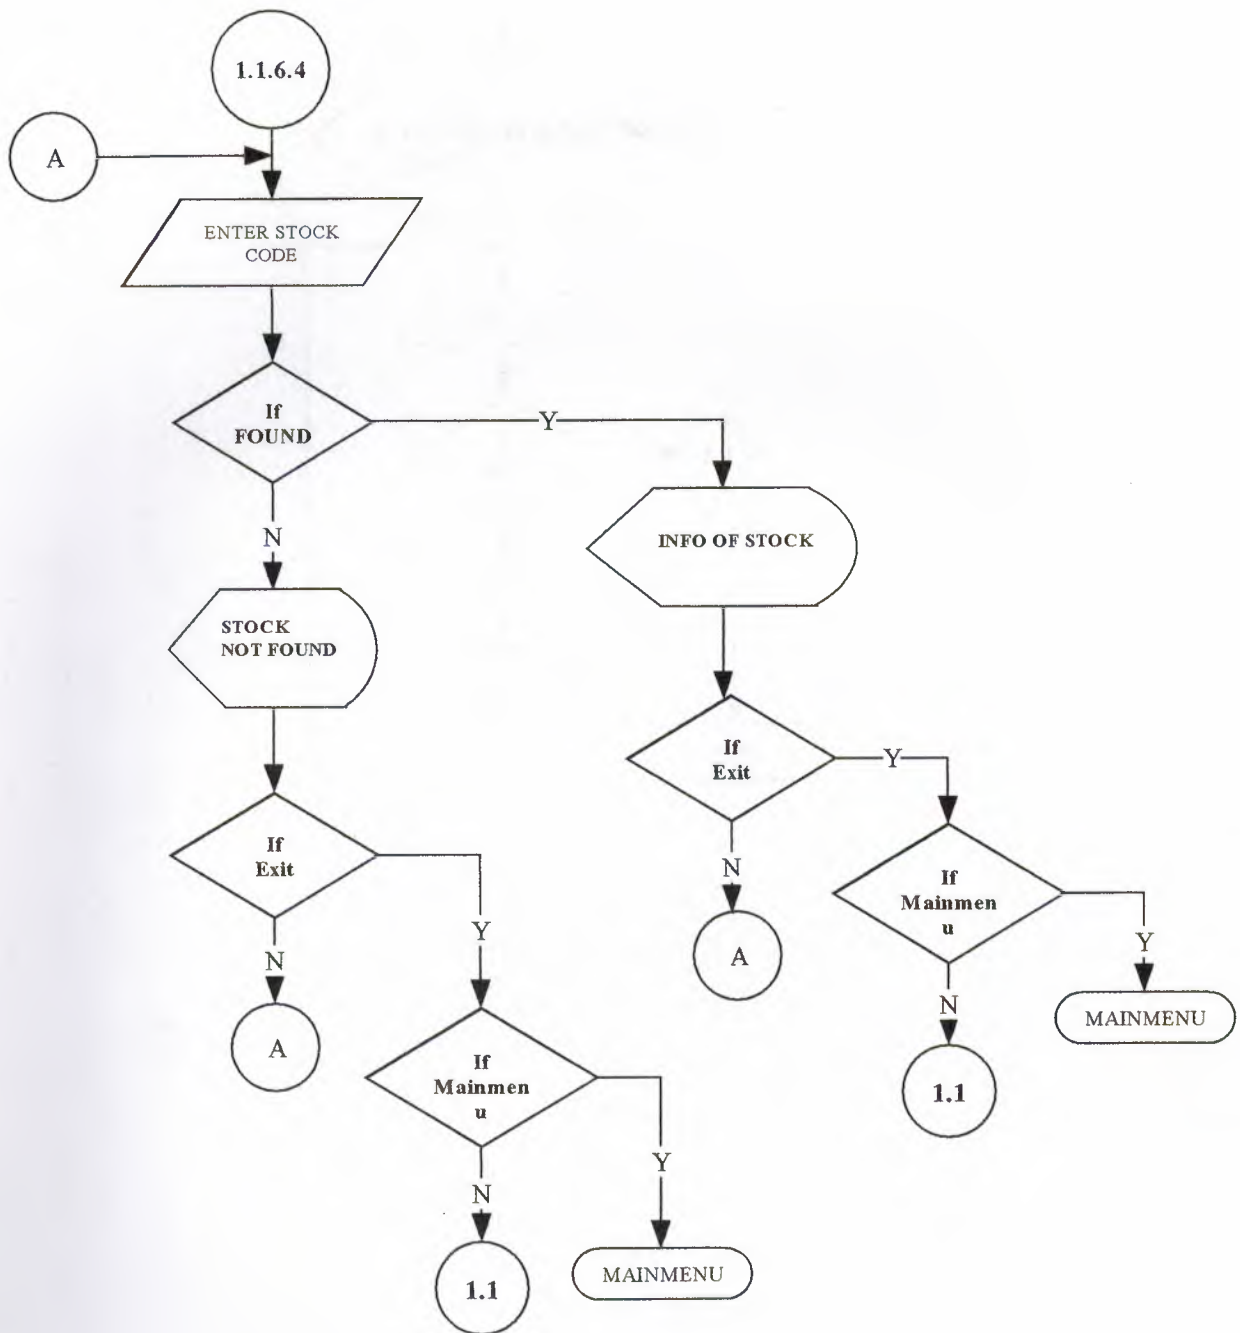 1.1.6.4
A
ENTER STOCK
CODE
If
FOUND
Y
N
INFO OF STOCK
STOCK
NOT FOUND
If
Exit
Y
If
Exit
Y
N
If
Mainmen
u
N
A
Y
A
N
MAINMENU
If
Mainmen
u
Y
1.1
N
MAINMENU
1.1